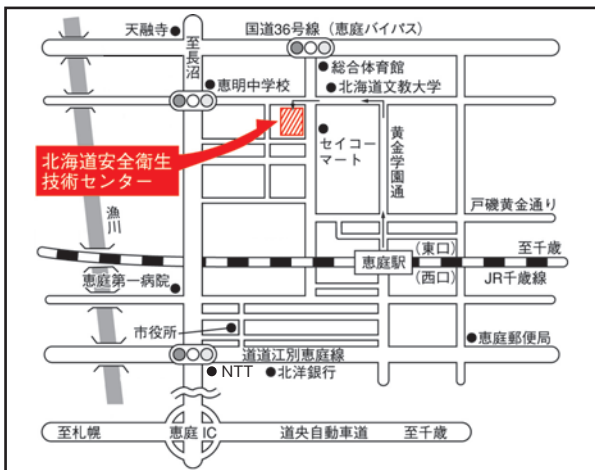 天融寺
国道36号線（恵庭バイパス）
至長沼
総合体育館
恵明中学校
北海道文教大学
北海道安全衛生
技術センター
セイコー
マート
黄金学園通
漁川
戸磯黄金通り
（東口）
至千歳
恵庭駅
（西口）
JR千歳線
恵庭第一病院
市役所
恵庭郵便局
道道江別恵庭線
NTT
北洋銀行
至札幌
恵庭 IC
道央自動車道
至千歳